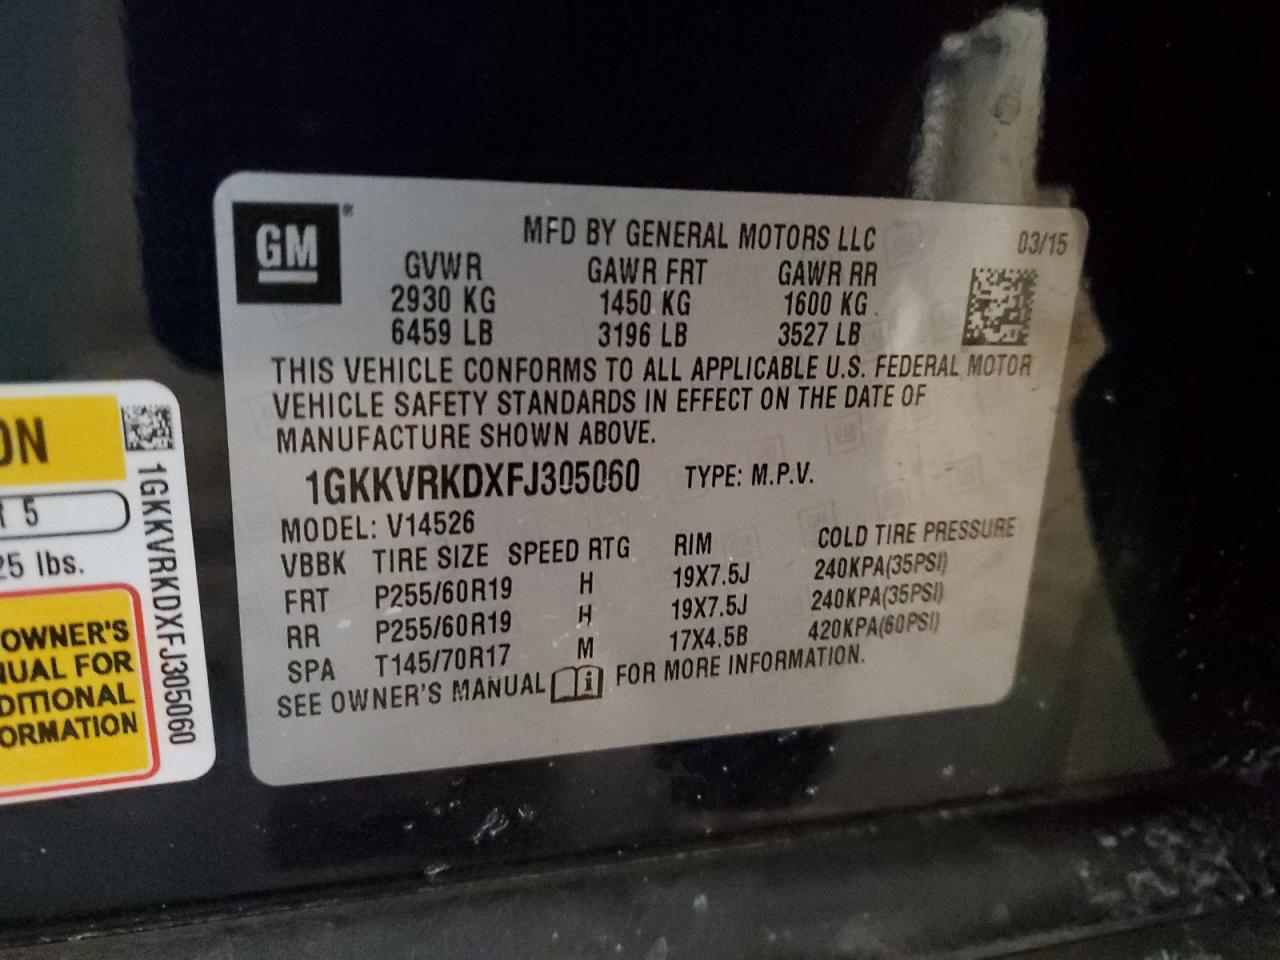 GM
MFD BY GENERAL MOTORS LLC
03/15
GVWR GAWR FRT GAWR RR
2930 KG 1450 KG 1600 KG
6459 LB 3196 LB 3527 LB
THIS VEHICLE CONFORMS TO ALL APPLICABLE U.S. FEDERAL MOTOR
VEHICLE SAFETY STANDARDS IN EFFECT ON THE DATE OF
MANUFACTURE SHOWN ABOVE.
1GKKVRKDXFJ305060 TYPE: M.P.V.
MODEL: V14526
VBBK TIRE SIZE SPEED RTG RIM COLD TIRE PRESSURE
FRT P255/60R19 H 19X7.5J 240KPA(35PSI)
RR P255/60R19 H 19X7.5J 240KPA(35PSI)
SPA T145/70R17 M 17X4.5B 420KPA(60PSI)
SEE OWNER'S MANUAL i FOR MORE INFORMATION.
ON
R 5
25 lbs.
OWNER'S
NUAL FOR
DITIONAL
ORMATION
1GKKVRKDXFJ305060